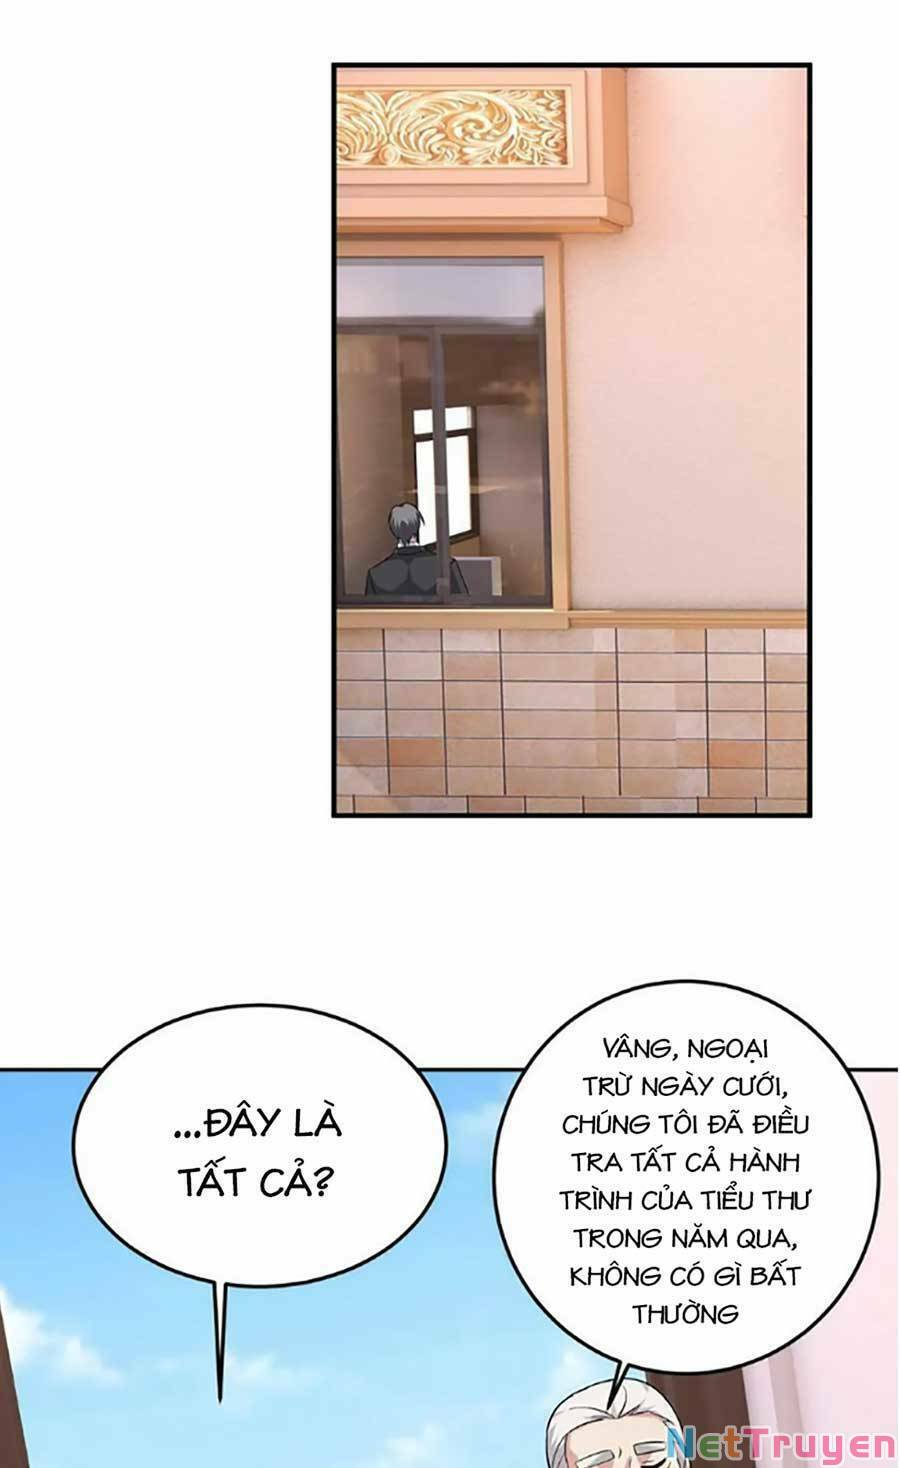 ...ĐÂY LÀ
TẤT CẢ?
VÂNG, NGOẠI
TRỪ NGÀY CƯỚI,
CHÚNG TÔI ĐÃ ĐIỀU
TRA TẤT CẢ HÀNH
TRÌNH CỦA TIỂU THƯ
TRONG NĂM QUA,
KHÔNG CÓ GÌ BẤT
THƯỜNG
NetTruyen